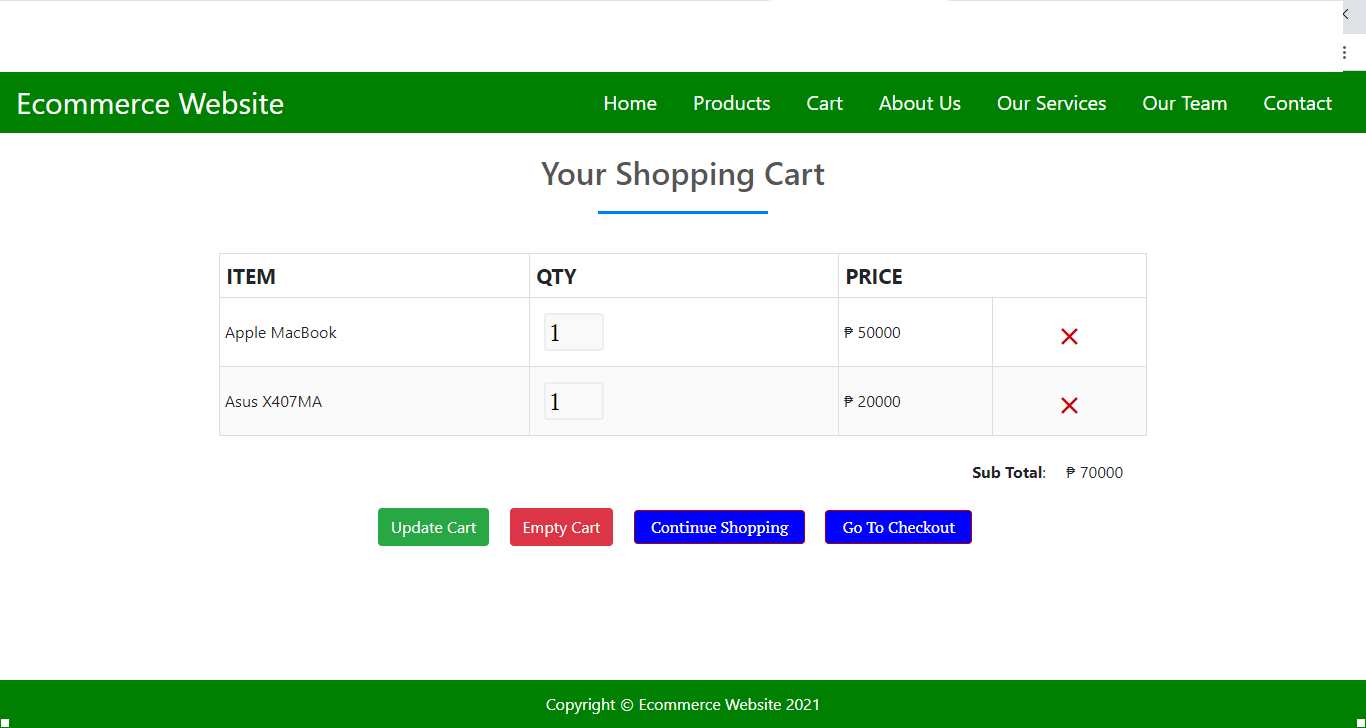 Ecommerce Website Home Products Cart About Us Our Services Our Team Contact
Your Shopping Cart
ITEM QTY PRICE
Apple MacBook 1 ₱ 50000
Asus X407MA 1 ₱ 20000
Sub Total: ₱ 70000
Update Cart Empty Cart Continue Shopping Go To Checkout
Copyright © Ecommerce Website 2021